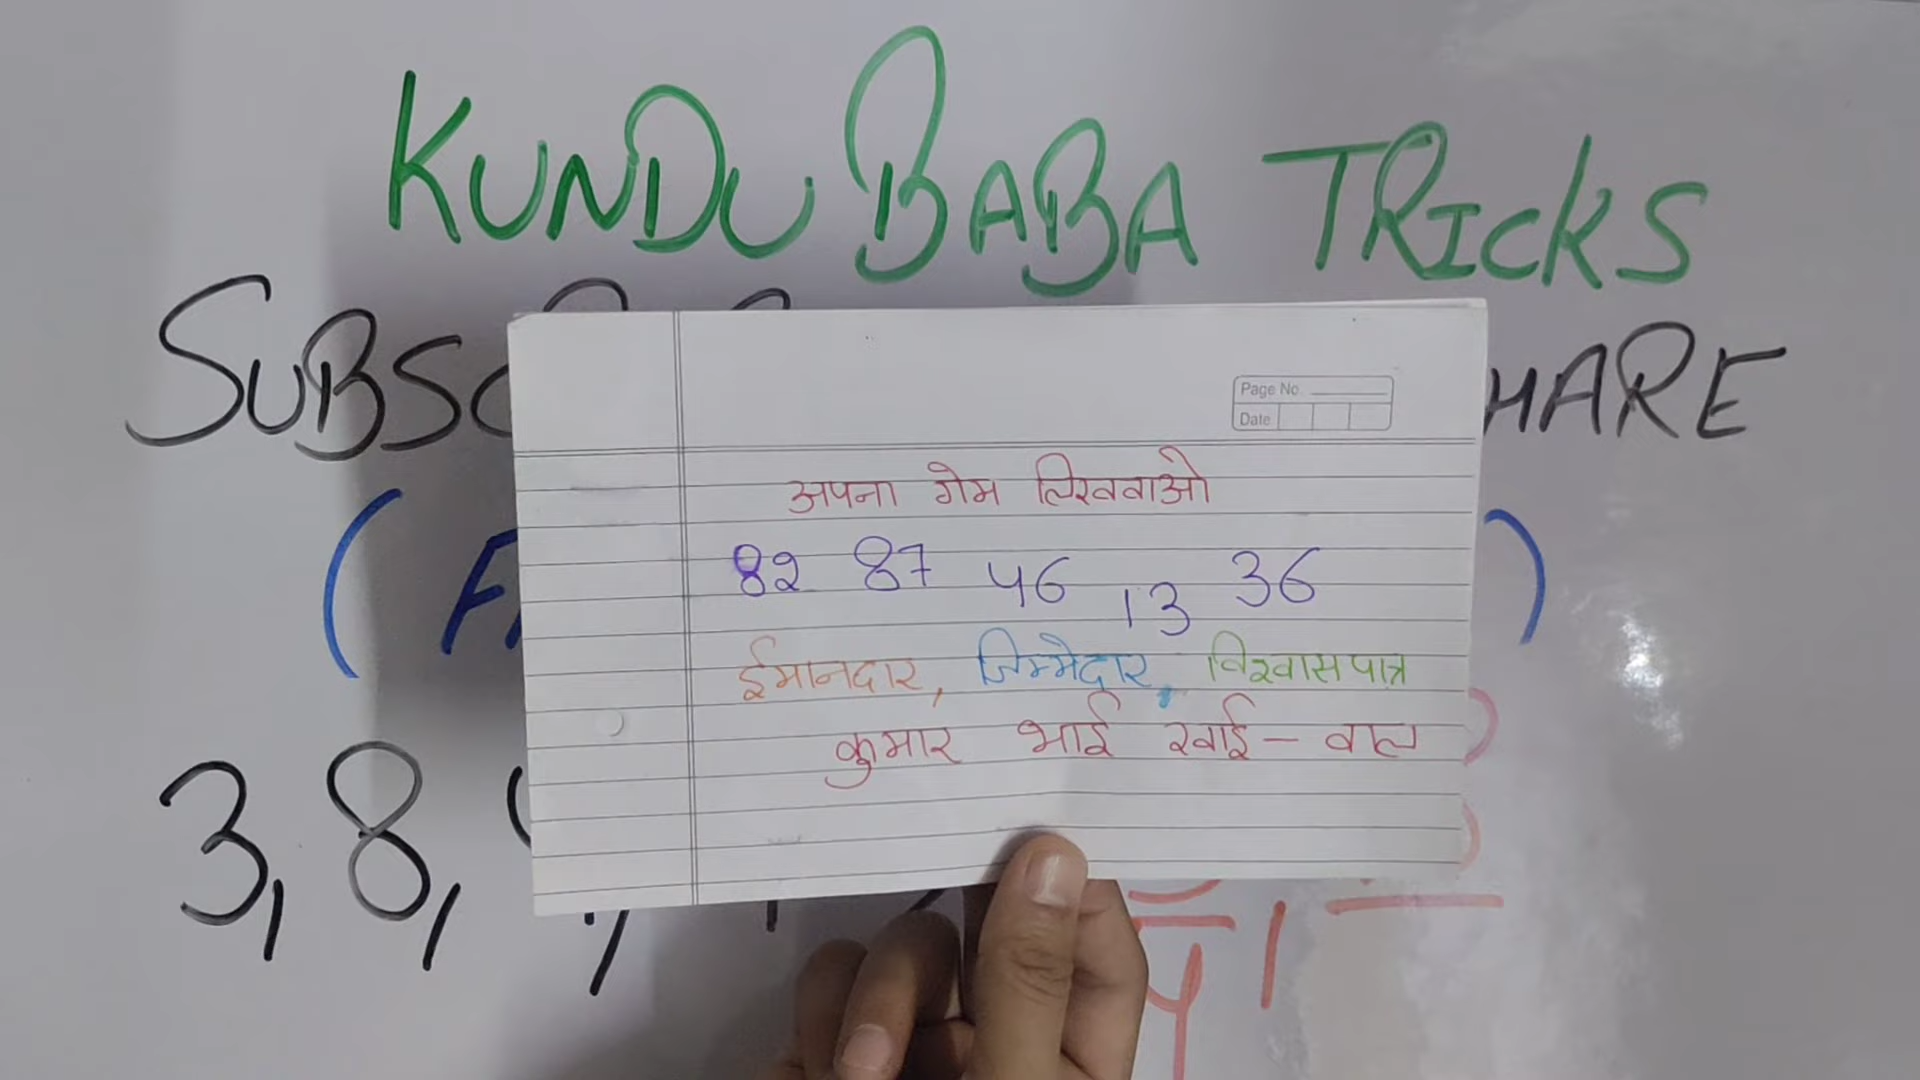 KUNDU BABA TRICKS
SUBSC HARE
Page No.
Date
अपना गेम लिखवाओ
82 87 46 13 36
ईमानदार, जिम्मेदार, विश्वासपात्र
कुमार भाई खाई - वाल
3, 8,